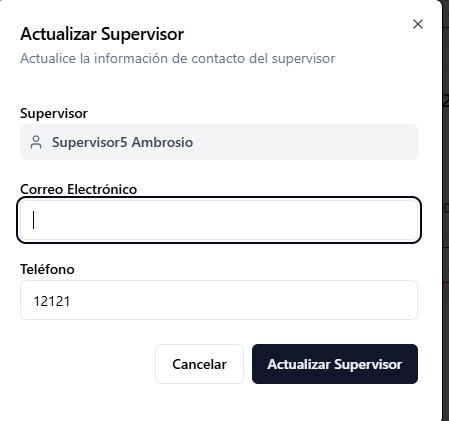 Actualizar Supervisor
Actualice la información de contacto del supervisor
Supervisor
Supervisor5 Ambrosio
Correo Electrónico
Teléfono
12121
Cancelar
Actualizar Supervisor